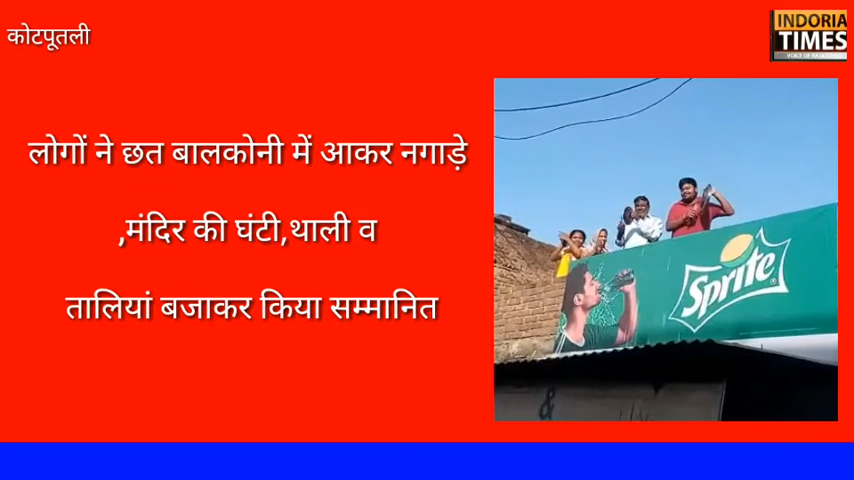 कोटपूतली
INDORIA
TIMES
लोगों ने छत बालकोनी में आकर नगाड़े
,मंदिर की घंटी,थाली व
तालियां बजाकर किया सम्मानित
Sprite
&